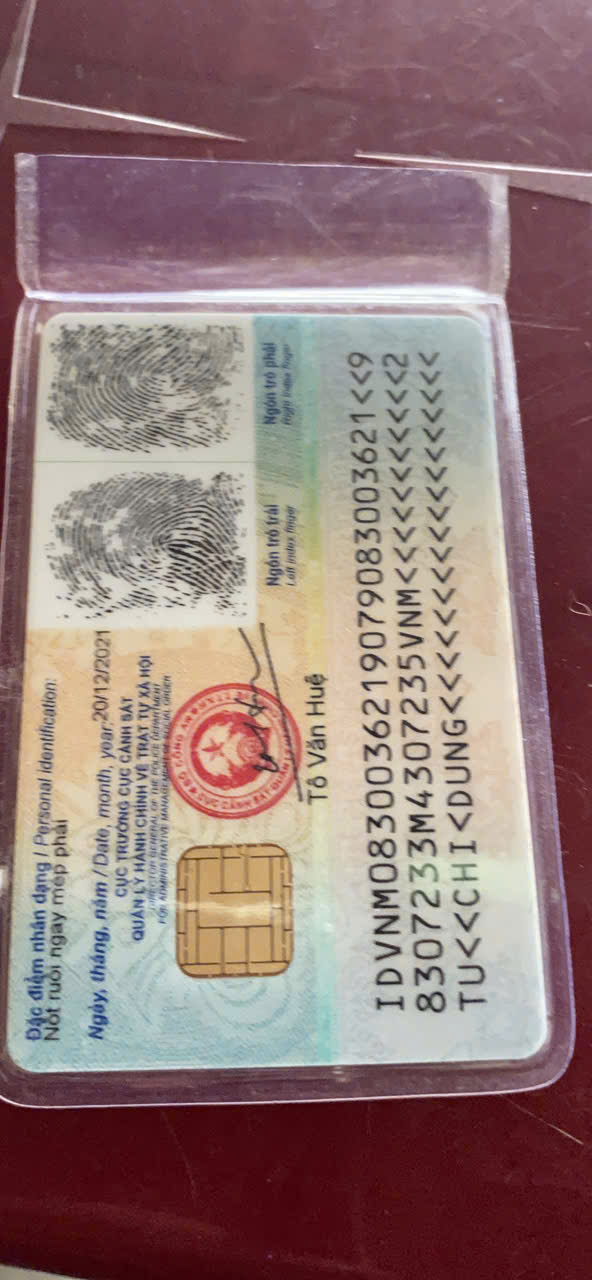 Đặc điểm nhân dạng / Personal identification:
Nốt ruồi ngay mép phải
Ngày, tháng, năm / Date, month, year: 20/12/2021
CỤC TRƯỞNG CỤC CẢNH SÁT
QUẢN LÝ HÀNH CHÍNH VỀ TRẬT TỰ XÃ HỘI
DIRECTOR GENERAL OF THE POLICE DEPARTMENT
FOR ADMINISTRATIVE MANAGEMENT OF SOCIAL ORDER
BỘ CÔNG AN
Tô Văn Huệ
Ngón trỏ trái
Left index finger
Ngón trỏ phải
Right index finger
IDVNM0830036219079083003621<<9
8307233M4307235VNM<<<<<<<<<<<2
TU<<CHI<DUNG<<<<<<<<<<<<<<<<<<